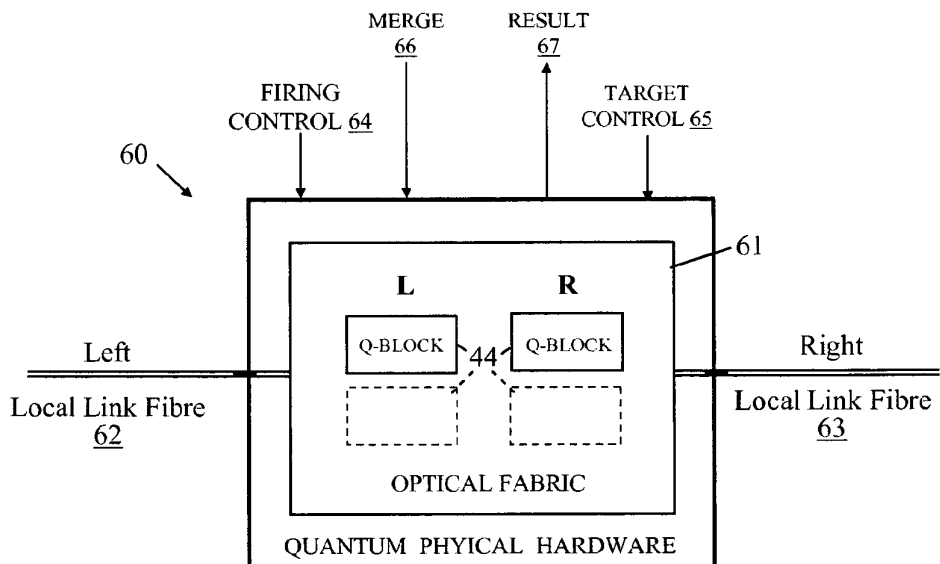 MERGE
66
RESULT
67
FIRING
CONTROL 64
TARGET
CONTROL 65
60
61
L
R
Q-BLOCK
44
Q-BLOCK
Left
Right
Local Link Fibre
62
Local Link Fibre
63
OPTICAL FABRIC
QUANTUM PHYICAL HARDWARE